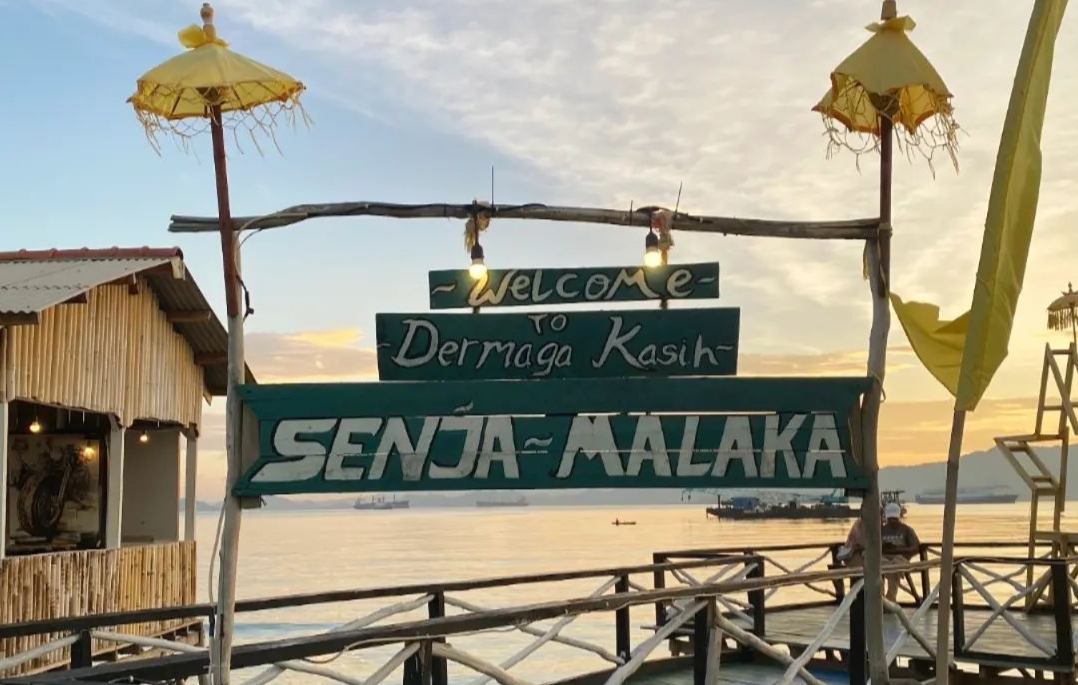 ~ Welcome ~
TO
~ Dermaga Kasih ~
SENJA ~ MALAKA